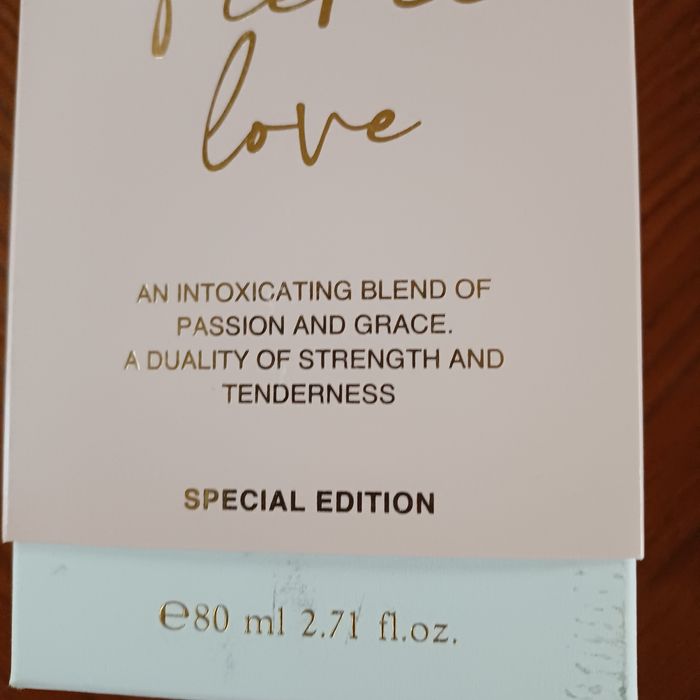 love
AN INTOXICATING BLEND OF
PASSION AND GRACE.
A DUALITY OF STRENGTH AND
TENDERNESS
SPECIAL EDITION
℮80 ml 2.71 fl.oz.